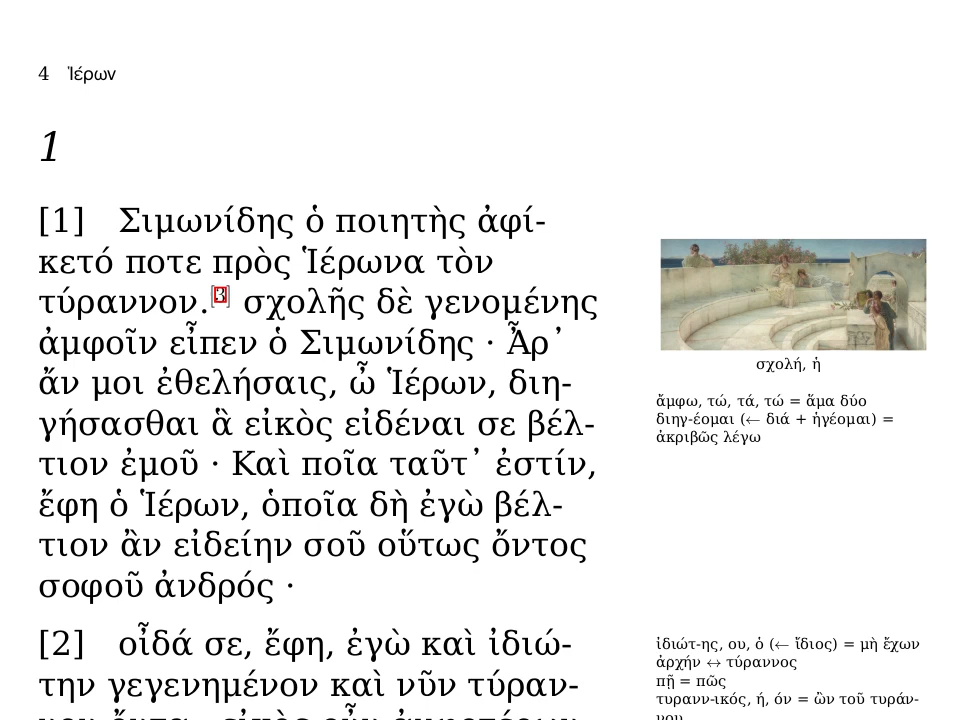 4 Ἱέρων
1
[1] Σιμωνίδης ὁ ποιητὴς ἀφί-
κετό ποτε πρὸς Ἱέρωνα τὸν
τύραννον.[3] σχολῆς δὲ γενομένης
ἀμφοῖν εἶπεν ὁ Σιμωνίδης · Ἆρ᾽
ἄν μοι ἐθελήσαις, ὦ Ἱέρων, διη-
γήσασθαι ἃ εἰκὸς εἰδέναι σε βέλ-
τιον ἐμοῦ · Καὶ ποῖα ταῦτ᾽ ἐστίν,
ἔφη ὁ Ἱέρων, ὁποῖα δὴ ἐγὼ βέλ-
τιον ἂν εἰδείην σοῦ οὕτως ὄντος
σοφοῦ ἀνδρός ·
[2] οἶδά σε, ἔφη, ἐγὼ καὶ ἰδιώ-
την γεγενημένον καὶ νῦν τύραν-
σχολή, ἡ
ἄμφω, τώ, τά, τώ = ἅμα δύο
διηγ-έομαι (← διά + ἡγέομαι) =
ἀκριβῶς λέγω
ἰδιώτ-ης, ου, ὁ (← ἴδιος) = μὴ ἔχων
ἀρχήν ↔ τύραννος
πῇ = πῶς
τυρανν-ικός, ή, όν = ὢν τοῦ τυράν-